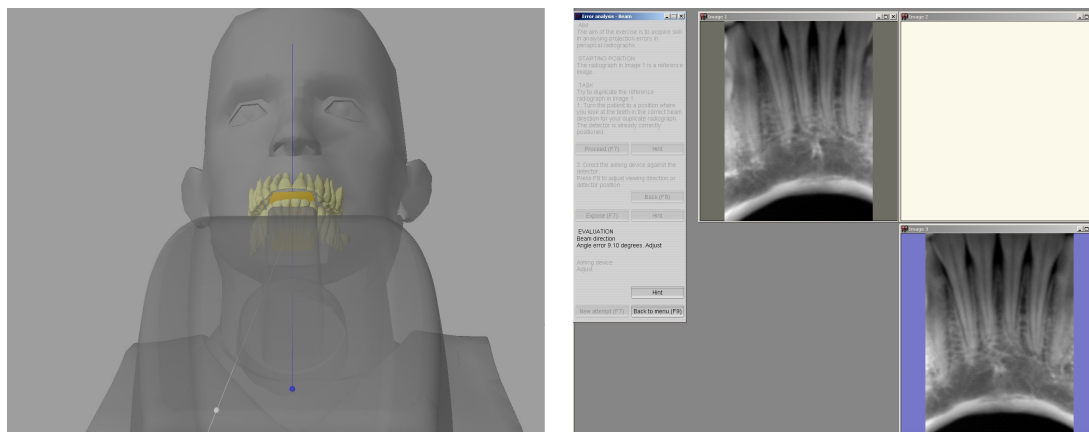 Error analysis - Beam
AIM
The aim of the exercise is to acquire skill
in analysing projection errors in
periapical radiographs.
STARTING POSITION
The radiograph in Image 1 is a reference
image
TASK
Try to duplicate the reference
radiograph in Image 1.
1. Turn the patient to a position where
you look at the teeth in the correct beam
direction for your duplicate radiograph.
The detector is already correctly
positioned.
Proceed (F7) Hint
2. Direct the aiming device against the
detector
Press F9 to adjust viewing direction or
detector position
Back (F9)
Expose (F7) Hint
EVALUATION
Beam direction
Angle error 9.10 degrees. Adjust
Aiming device
Adjust
Hint
New attempt (F7) Back to menu (F9)
Image 1
Image 2
Image 3